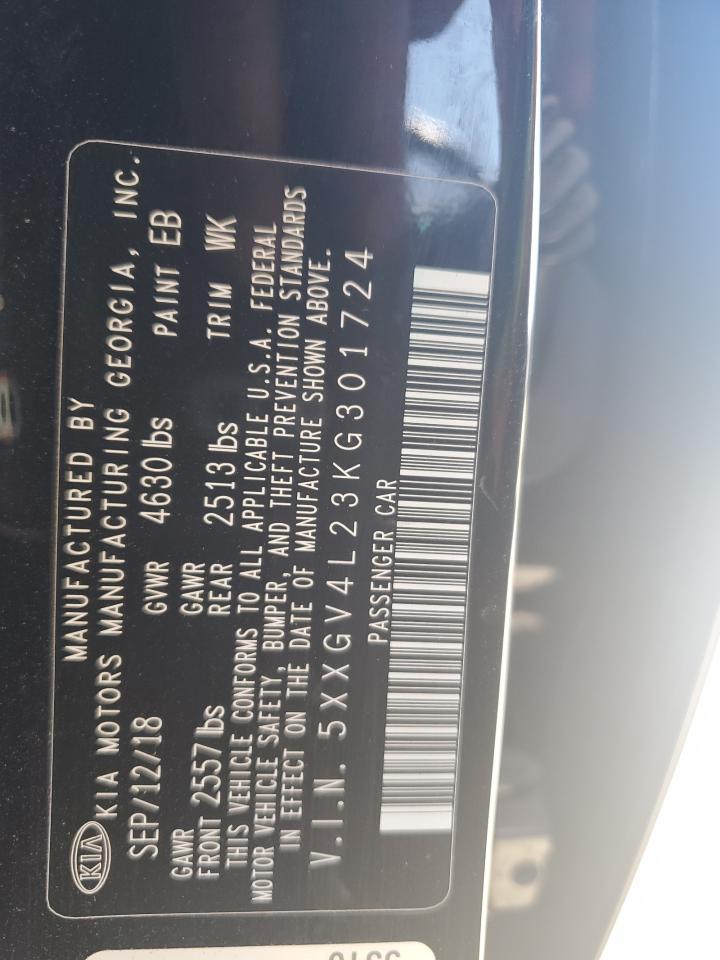 KIA
MANUFACTURED BY
KIA MOTORS MANUFACTURING GEORGIA, INC.
SEP/12/18 GVWR 4630 lbs PAINT EB
GAWR FRONT 2557 lbs GAWR REAR 2513 lbs TRIM WK
THIS VEHICLE CONFORMS TO ALL APPLICABLE U.S.A. FEDERAL
MOTOR VEHICLE SAFETY, BUMPER, AND THEFT PREVENTION STANDARDS
IN EFFECT ON THE DATE OF MANUFACTURE SHOWN ABOVE.
V.I.N. 5XXGV4L23KG301724
PASSENGER CAR